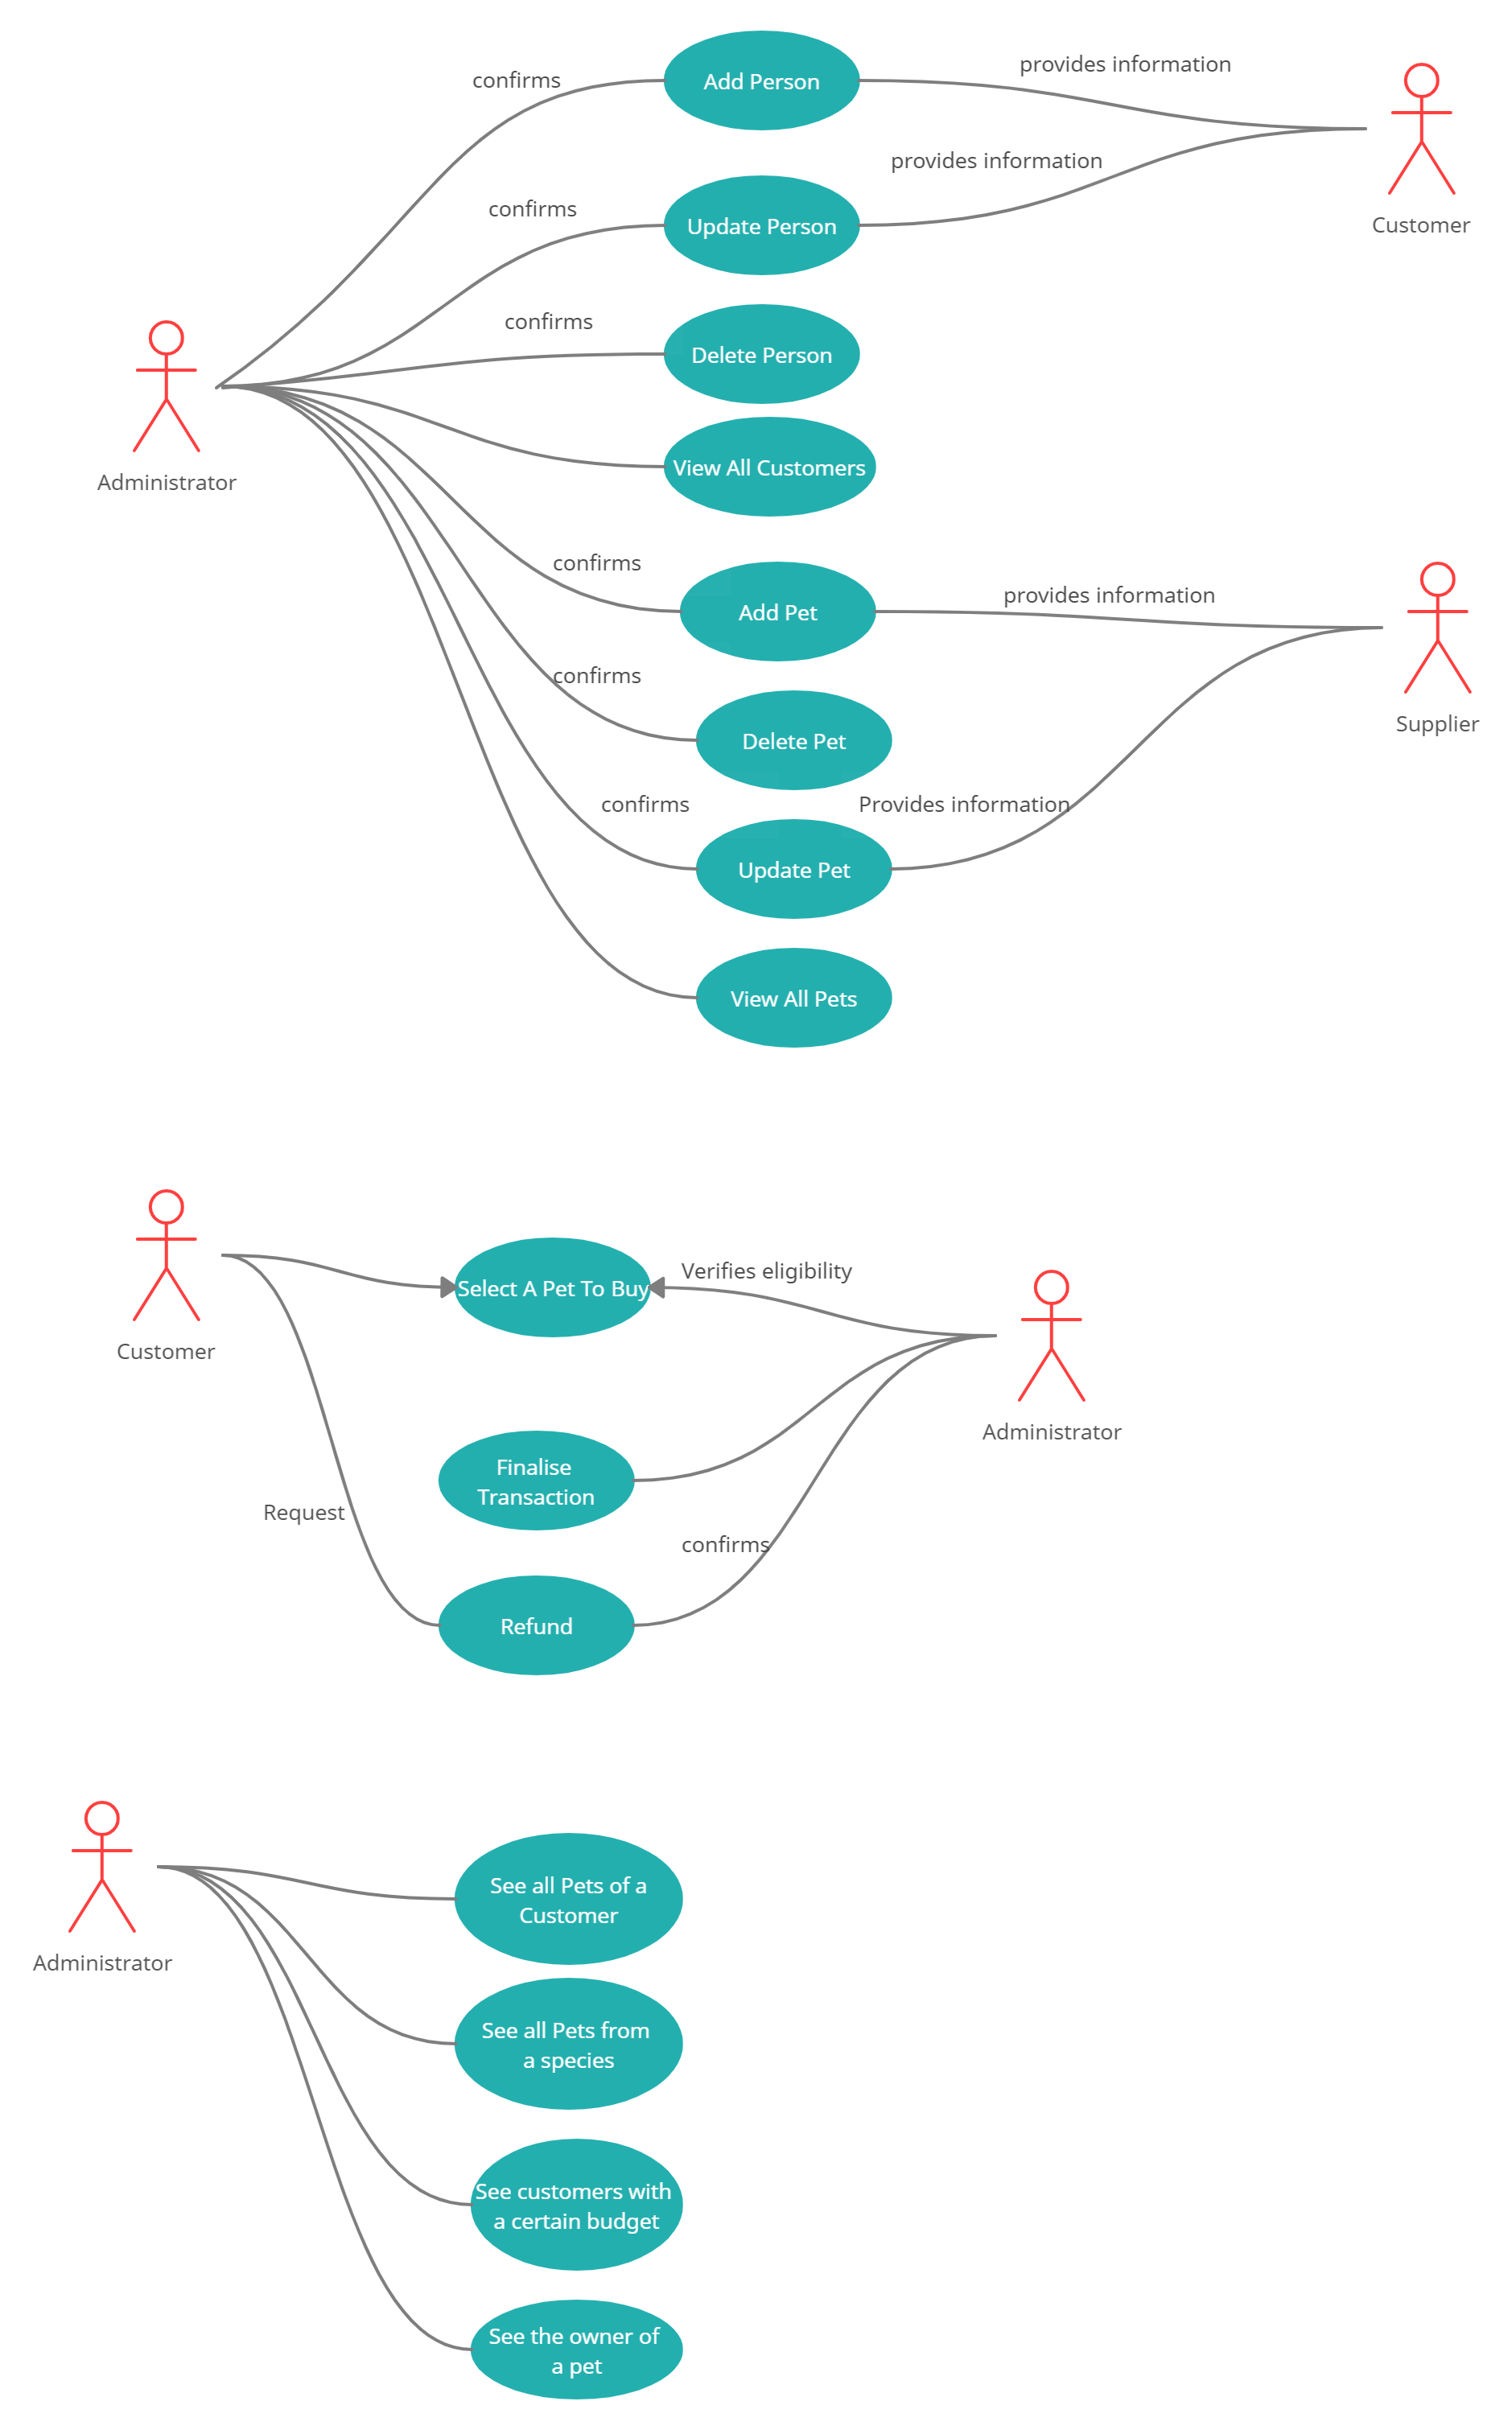 confirms
Add Person
provides information
provides information
Customer
confirms
Update Person
confirms
Delete Person
Administrator
View All Customers
confirms
Add Pet
provides information
confirms
Delete Pet
Supplier
confirms
Provides information
Update Pet
View All Pets
Customer
Select A Pet To Buy
Verifies eligibility
Administrator
Finalise
Transaction
Request
confirms
Refund
Administrator
See all Pets of a
Customer
See all Pets from
a species
See customers with
a certain budget
See the owner of
a pet